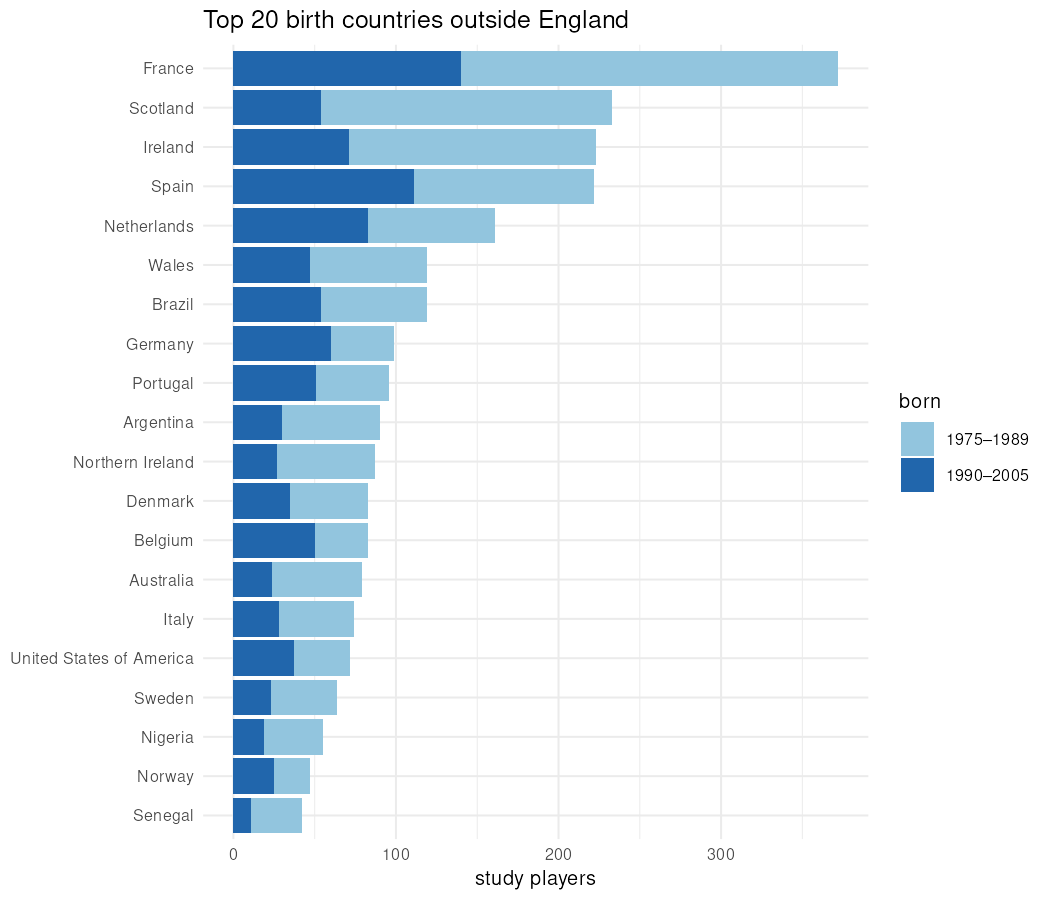 Top 20 birth countries outside England
France
Scotland
Ireland
Spain
Netherlands
Wales
Brazil
Germany
Portugal
Argentina
Northern Ireland
Denmark
Belgium
Australia
Italy
United States of America
Sweden
Nigeria
Norway
Senegal
0 100 200 300
study players
born
1975–1989
1990–2005